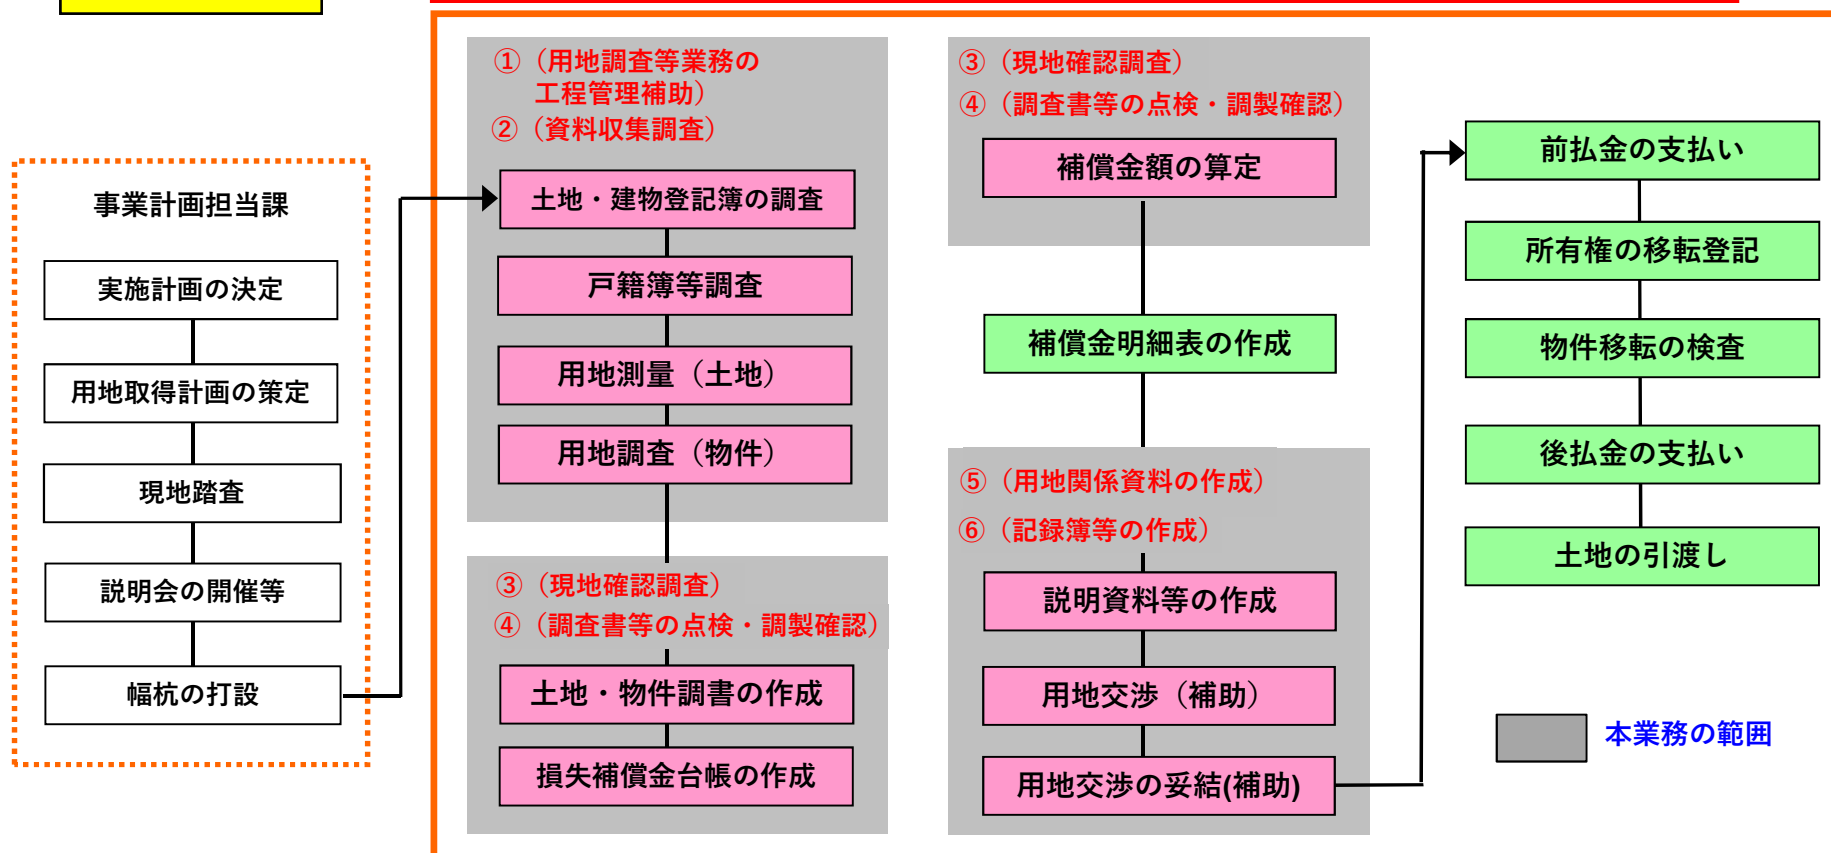 事業計画担当課
実施計画の決定
用地取得計画の策定
現地踏査
説明会の開催等
幅杭の打設
①（用地調査等業務の
工程管理補助）
②（資料収集調査）
土地・建物登記簿の調査
戸籍簿等調査
用地測量（土地）
用地調査（物件）
③（現地確認調査）
④（調査書等の点検・調製確認）
土地・物件調書の作成
損失補償金台帳の作成
③（現地確認調査）
④（調査書等の点検・調製確認）
補償金額の算定
補償金明細表の作成
⑤（用地関係資料の作成）
⑥（記録簿等の作成）
説明資料等の作成
用地交渉（補助）
用地交渉の妥結(補助)
前払金の支払い
所有権の移転登記
物件移転の検査
後払金の支払い
土地の引渡し
本業務の範囲